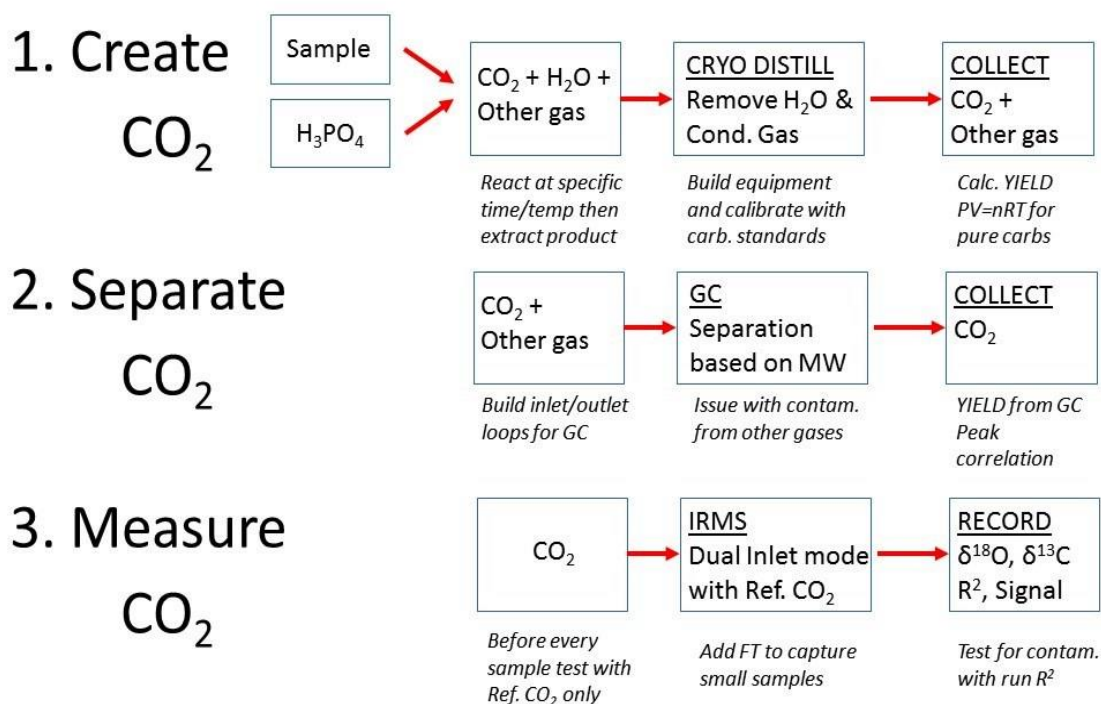 1. Create
CO₂
Sample
H₃PO₄
CO₂ + H₂O +
Other gas
React at specific
time/temp then
extract product
CRYO DISTILL
Remove H₂O &
Cond. Gas
Build equipment
and calibrate with
carb. standards
COLLECT
CO₂ +
Other gas
Calc. YIELD
PV=nRT for
pure carbs
2. Separate
CO₂
CO₂ +
Other gas
Build inlet/outlet
loops for GC
GC
Separation
based on MW
Issue with contam.
from other gases
COLLECT
CO₂
YIELD from GC
Peak
correlation
3. Measure
CO₂
CO₂
Before every
sample test with
Ref. CO₂ only
IRMS
Dual Inlet mode
with Ref. CO₂
Add FT to capture
small samples
RECORD
δ¹⁸O, δ¹³C
R², Signal
Test for contam.
with run R²